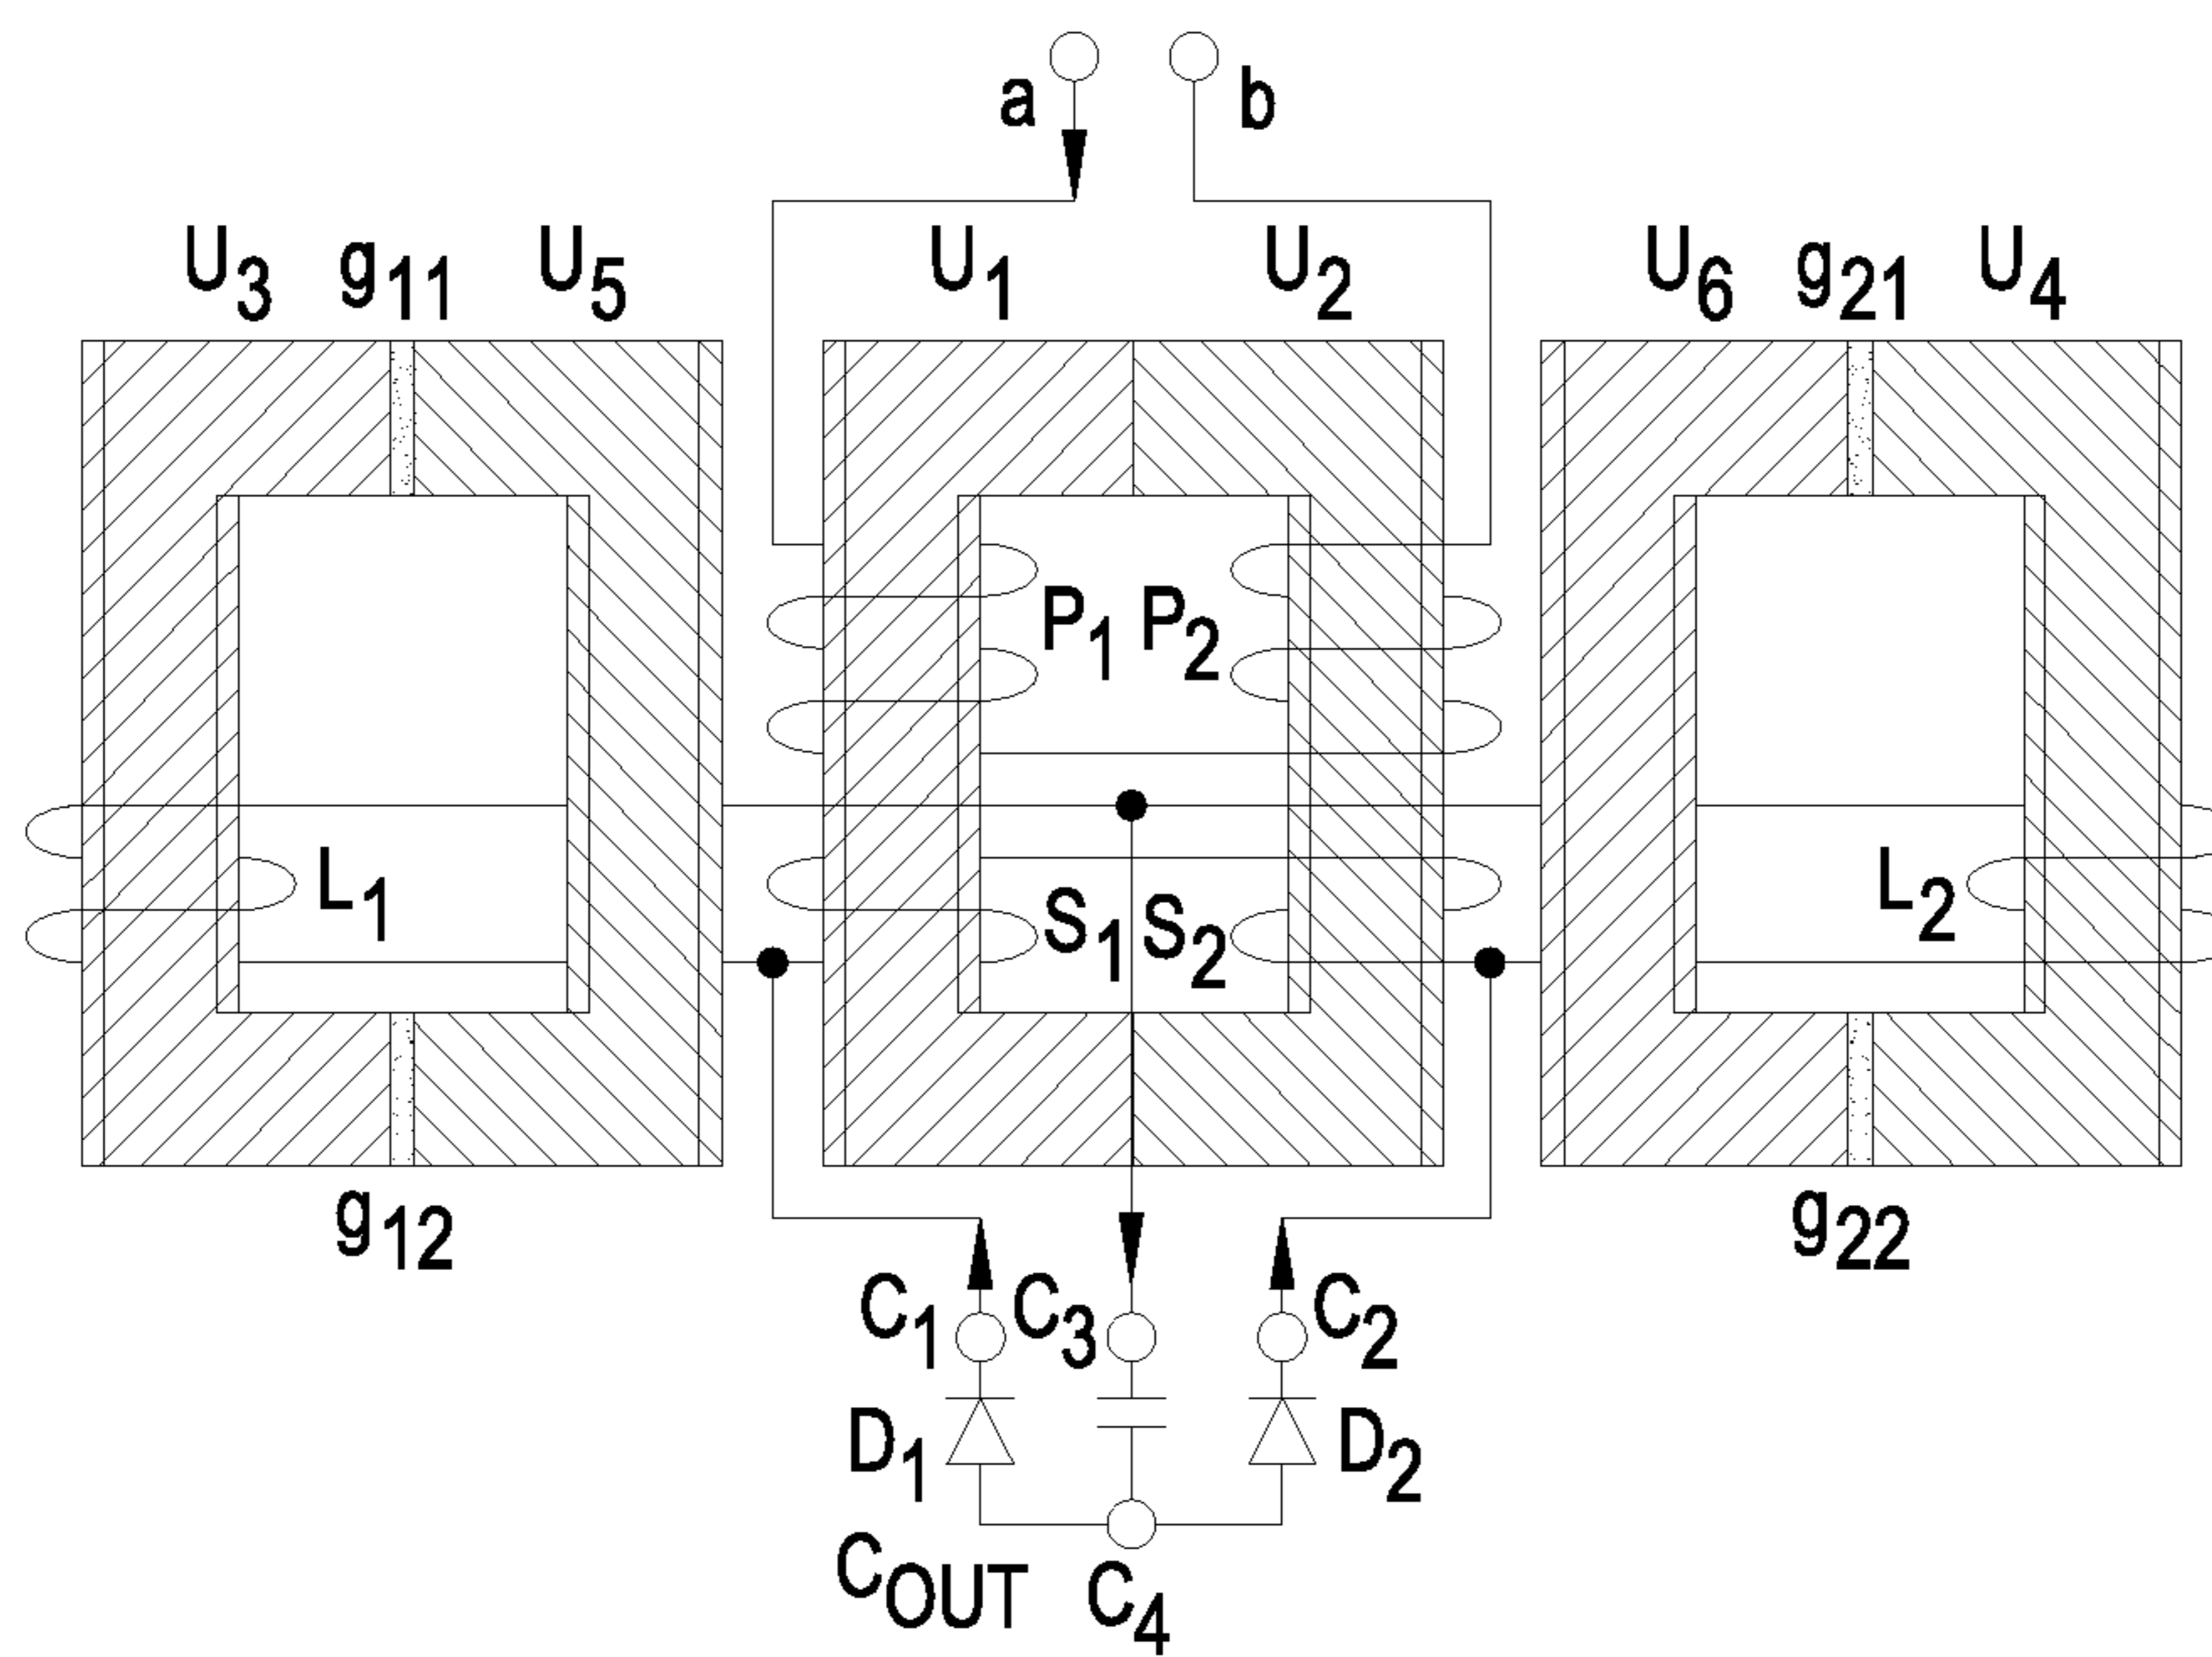 a b
U3 g11 U5 U1 U2 U6 g21 U4
P1 P2
L1 S1 S2 L2
g12 g22
C1 C3 C2
D1 D2
COUT C4